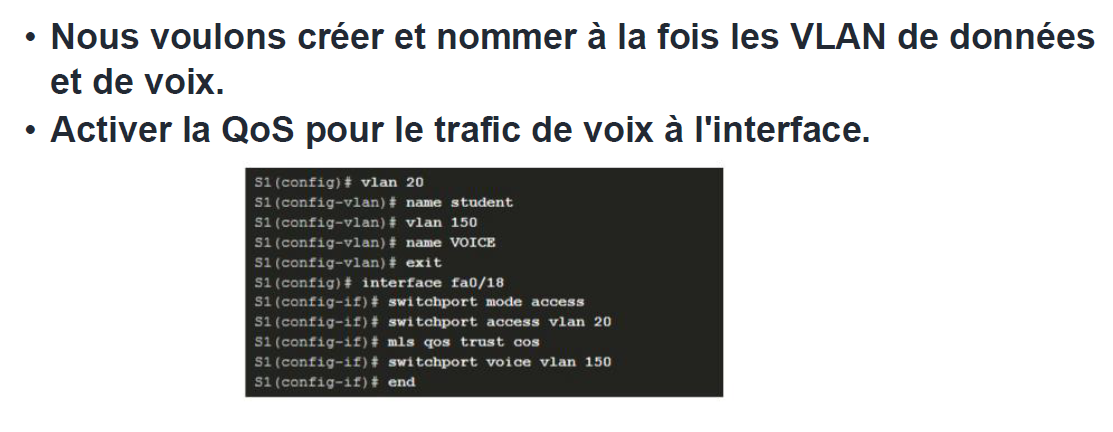 • Nous voulons créer et nommer à la fois les VLAN de données
et de voix.
• Activer la QoS pour le trafic de voix à l'interface.
S1(config)# vlan 20
S1(config-vlan)# name student
S1(config-vlan)# vlan 150
S1(config-vlan)# name VOICE
S1(config-vlan)# exit
S1(config)# interface fa0/18
S1(config-if)# switchport mode access
S1(config-if)# switchport access vlan 20
S1(config-if)# mls qos trust cos
S1(config-if)# switchport voice vlan 150
S1(config-if)# end